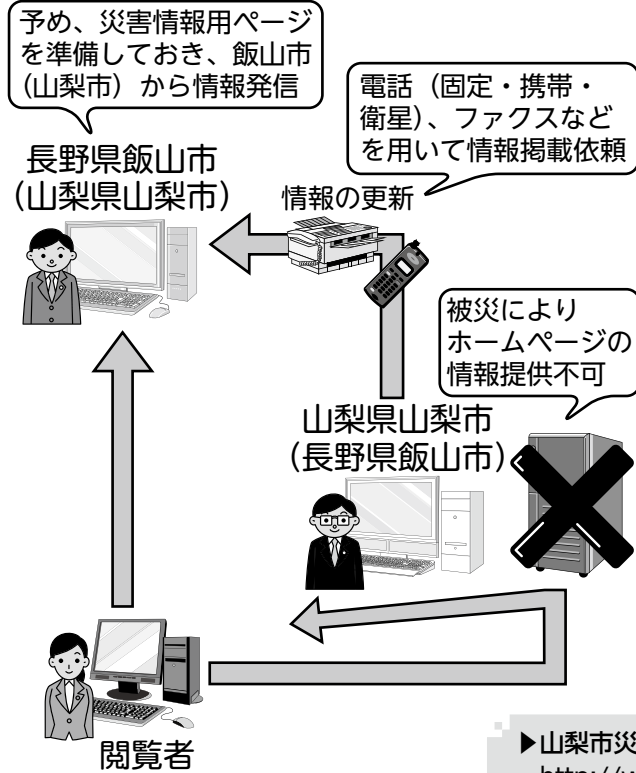 予め、災害情報用ページ
を準備しておき、飯山市
(山梨市)から情報発信
電話(固定・携帯・
衛星)、ファクスなど
を用いて情報掲載依頼
長野県飯山市
(山梨県山梨市)
情報の更新
被災により
ホームページの
情報提供不可
山梨県山梨市
(長野県飯山市)
閲覧者
▶山梨市災